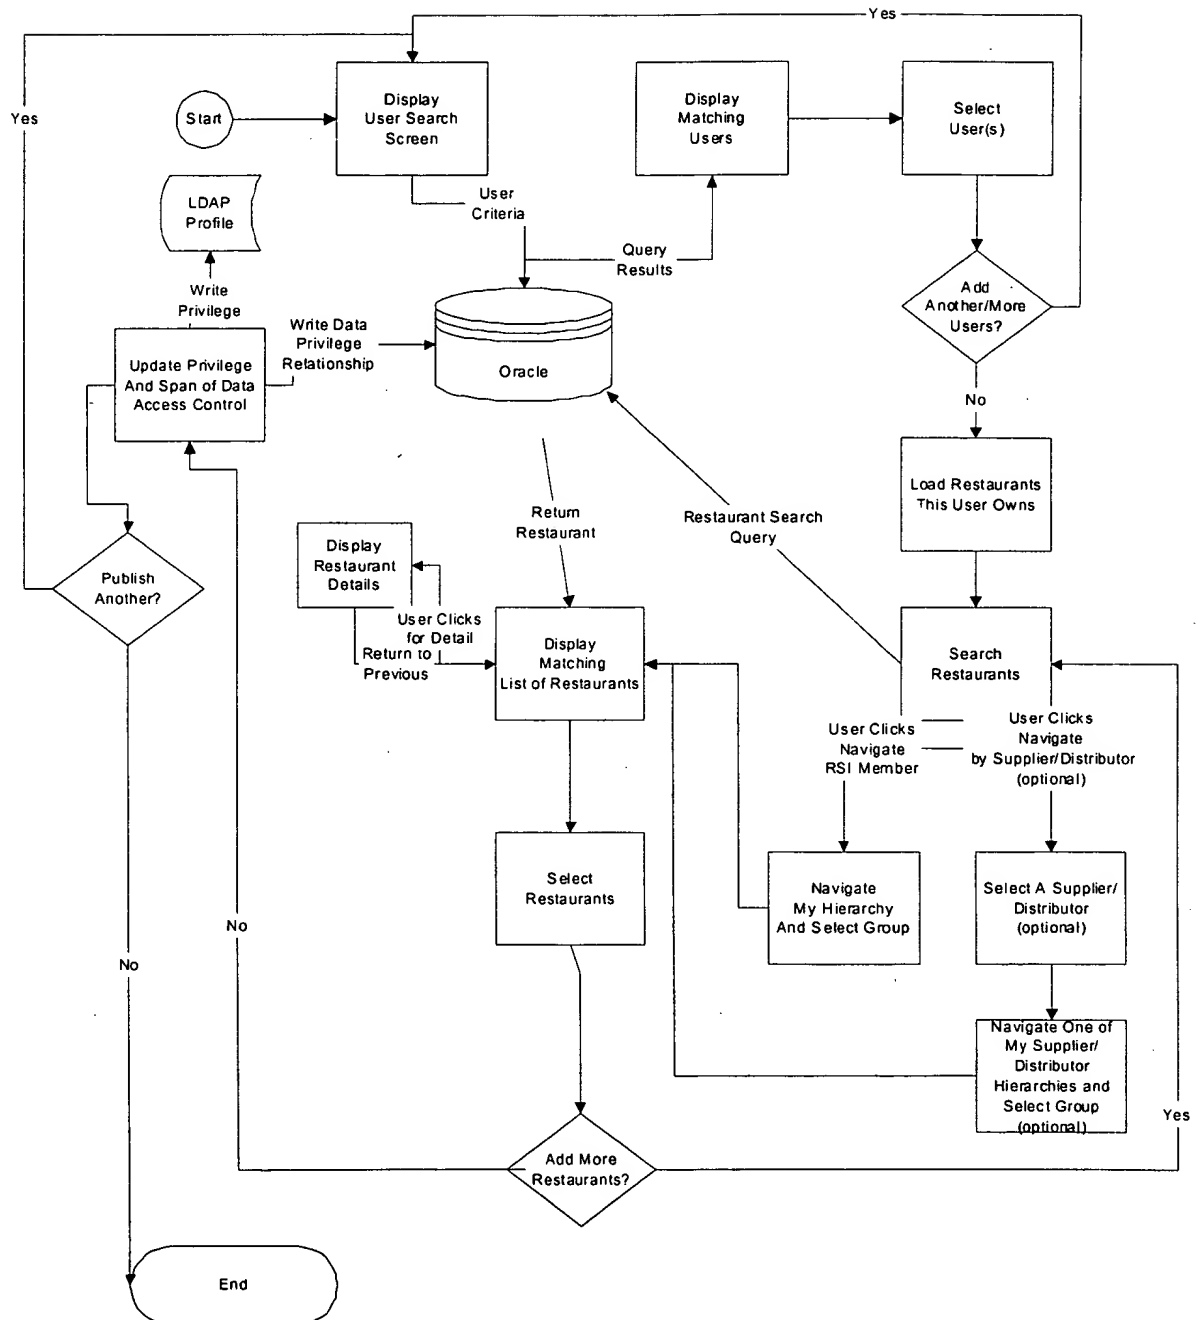 Yes
Yes
Start
Display
User Search
Screen
Display
Matching
Users
Select
User(s)
LDAP
Profile
User
Criteria
Query
Results
Write
Privilege
Add
Another/More
Users?
Write Data
Privilege
Relationship
Update Privilege
And Span of Data
Access Control
Oracle
No
Load Restaurants
This User Owns
Return
Restaurant
Restaurant Search
Query
Display
Restaurant
Details
Publish
Another?
User Clicks
for Detail
Return to
Previous
Display
Matching
List of Restaurants
Search
Restaurants
User Clicks
Navigate
RSI Member
User Clicks
Navigate
by Supplier/Distributor
(optional)
Select
Restaurants
Navigate
My Hierarchy
And Select Group
Select A Supplier/
Distributor
(optional)
No
No
Navigate One of
My Supplier/
Distributor
Hierarchies and
Select Group
(optional)
Yes
Add More
Restaurants?
End